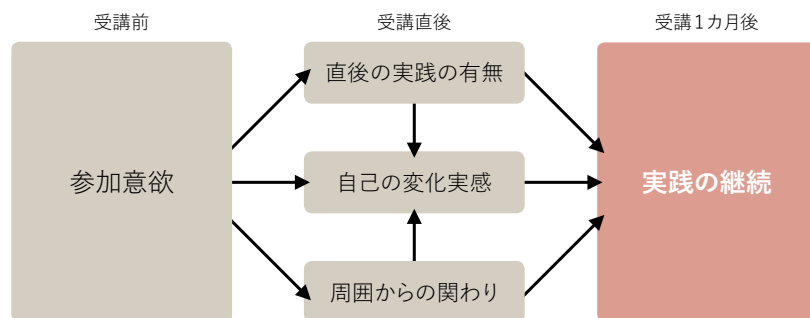 受講前
受講直後
受講1カ月後
参加意欲
直後の実践の有無
自己の変化実感
周囲からの関わり
実践の継続